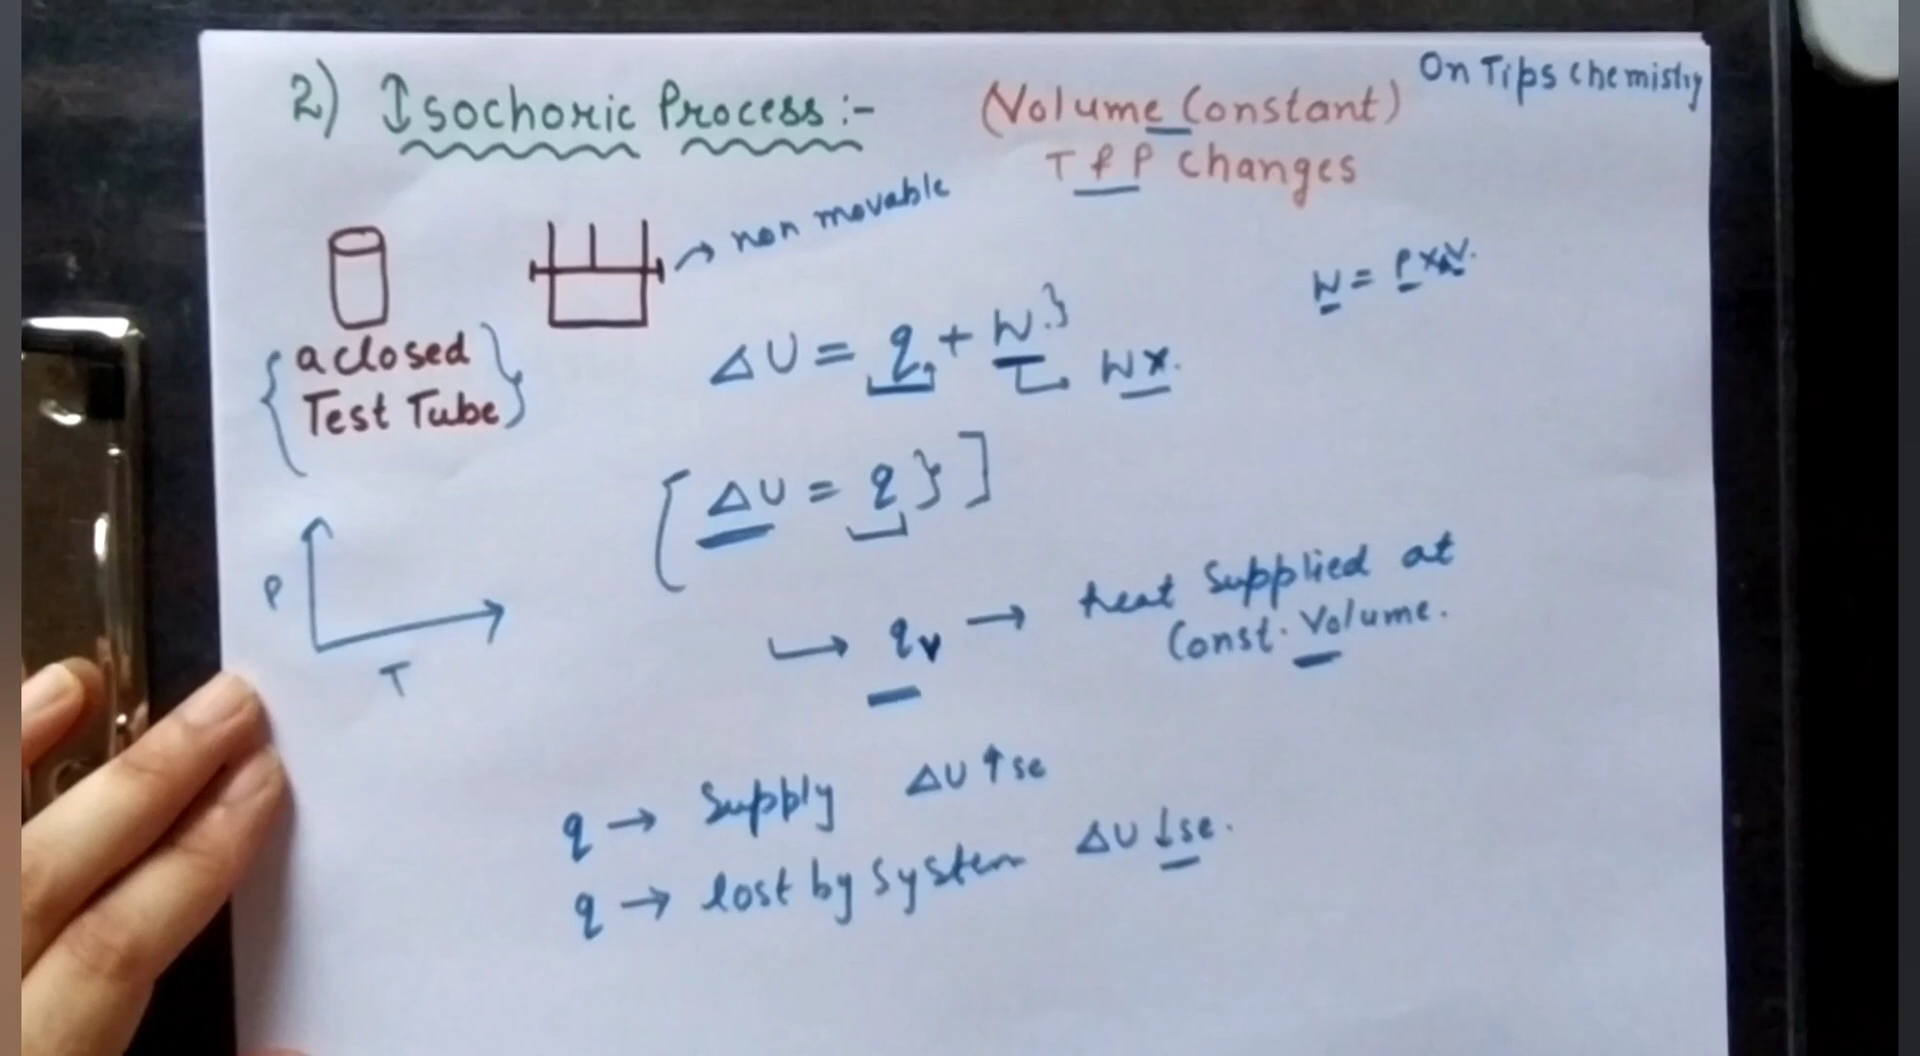 On Tips Chemistry
2) Isochoric Process :-
(Volume Constant)
T & P Changes
→ non movable
a closed
Test Tube
W = P×ΔV.
ΔU = q + W }
W×.
[ ΔU = q } ]
P
T
→ qv → heat Supplied at
Const. Volume.
q → Supply ΔU ↑se
q → lost by System ΔU ↓se.